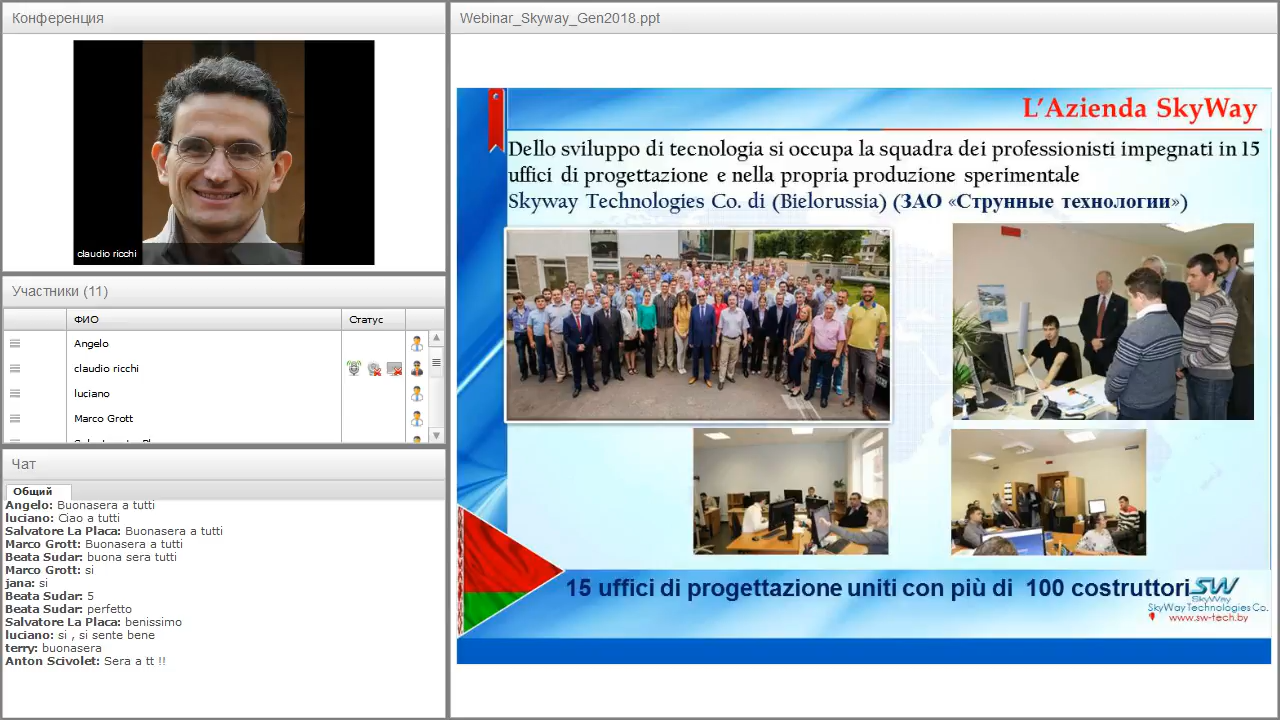 Конференция
claudio ricchi
Участники (11)
ФИО
Статус
Angelo
claudio ricchi
luciano
Marco Grott
Чат
Общий
Angelo: Buonasera a tutti
luciano: Ciao a tutti
Salvatore La Placa: Buonasera a tutti
Marco Grott: Buonasera a tutti
Beata Sudar: buona sera tutti
Marco Grott: si
jana: si
Beata Sudar: 5
Beata Sudar: perfetto
Salvatore La Placa: benissimo
luciano: si , si sente bene
terry: buonasera
Anton Scivolet: Sera a tt !!
Webinar_Skyway_Gen2018.ppt
L’Azienda SkyWay
Dello sviluppo di tecnologia si occupa la squadra dei professionisti impegnati in 15
uffici di progettazione e nella propria produzione sperimentale
Skyway Technologies Co. di (Bielorussia) (ЗАО «Струнные технологии»)
15 uffici di progettazione uniti con più di 100 costruttori
SW
SkyWay
SkyWay Technologies Co.
www.sw-tech.by